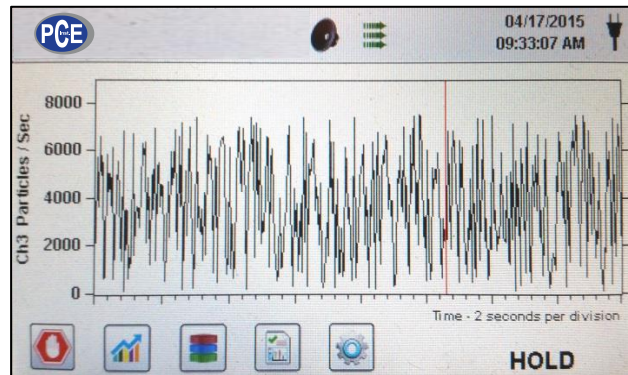 PCE
Inst.
04/17/2015
09:33:07 AM
Ch3 Particles / Sec
8000
6000
4000
2000
0
Time - 2 seconds per division
HOLD